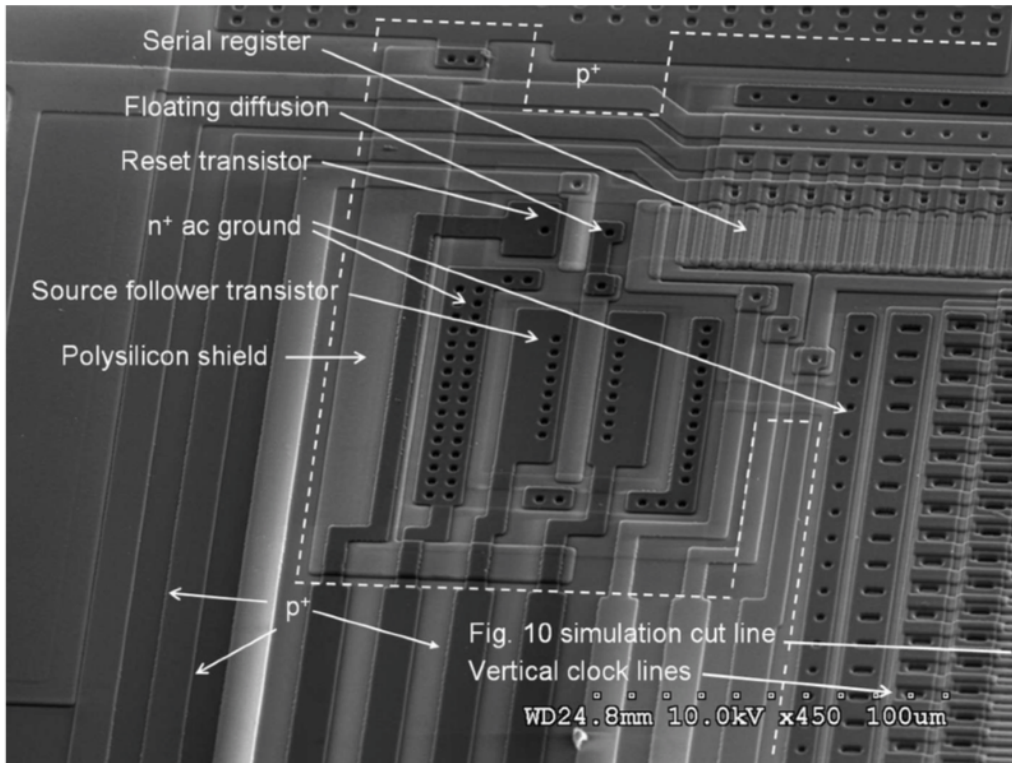 Serial register
p+
Floating diffusion
Reset transistor
n+ ac ground
Source follower transistor
Polysilicon shield
p+
Fig. 10 simulation cut line
Vertical clock lines
WD24.8mm 10.0kV x450 100um